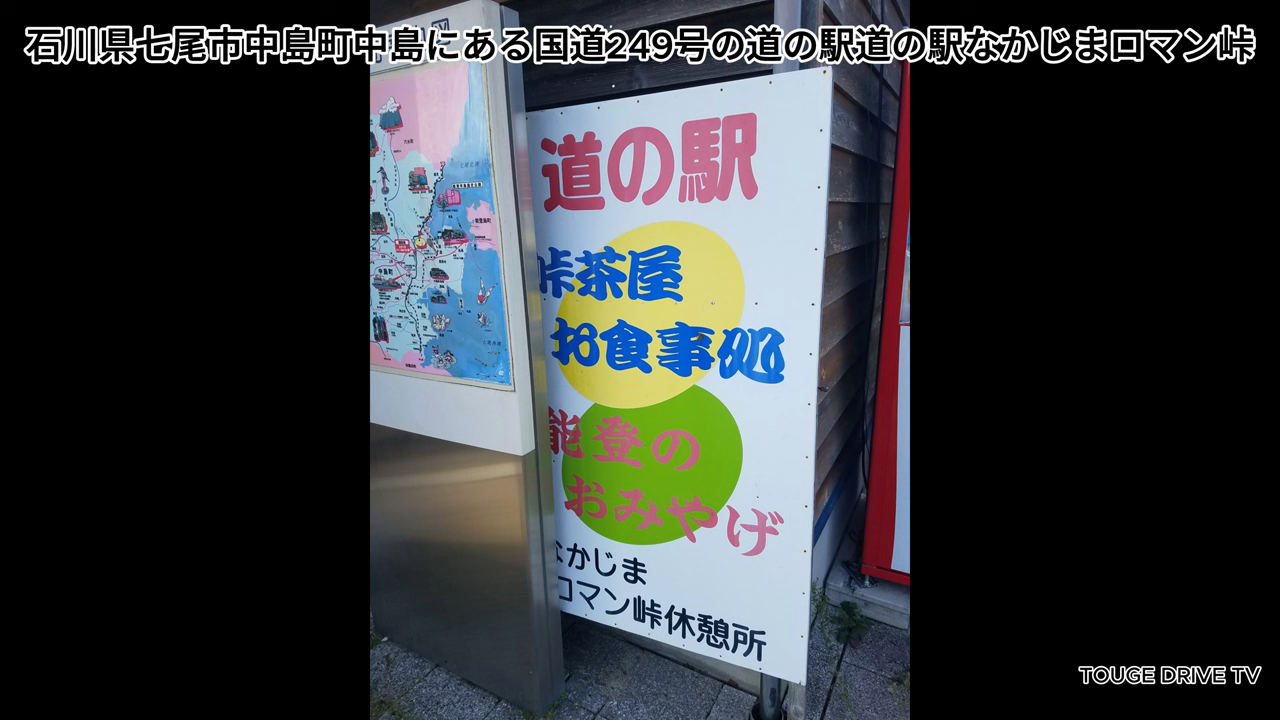 石川県七尾市中島町中島にある国道249号の道の駅道の駅なかじまロマン峠
道の駅
峠茶屋
お食事処
能登の
おみやげ
なかじま
ロマン峠休憩所
TOUGE DRIVE TV